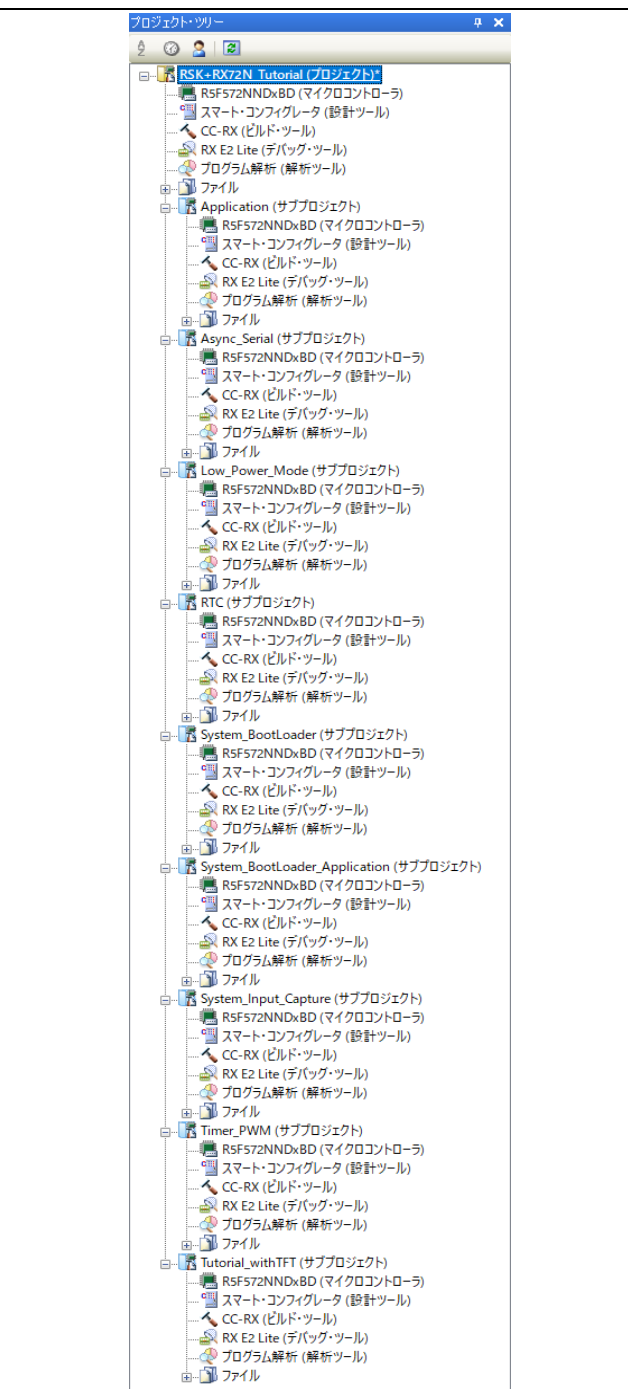 プロジェクト・ツリー
RSK+RX72N_Tutorial (プロジェクト)*
R5F572NNDxBD (マイクロコントローラ)
スマート・コンフィグレータ (設計ツール)
CC-RX (ビルド・ツール)
RX E2 Lite (デバッグ・ツール)
プログラム解析 (解析ツール)
ファイル
Application (サブプロジェクト)
R5F572NNDxBD (マイクロコントローラ)
スマート・コンフィグレータ (設計ツール)
CC-RX (ビルド・ツール)
RX E2 Lite (デバッグ・ツール)
プログラム解析 (解析ツール)
ファイル
Async_Serial (サブプロジェクト)
R5F572NNDxBD (マイクロコントローラ)
スマート・コンフィグレータ (設計ツール)
CC-RX (ビルド・ツール)
RX E2 Lite (デバッグ・ツール)
プログラム解析 (解析ツール)
ファイル
Low_Power_Mode (サブプロジェクト)
R5F572NNDxBD (マイクロコントローラ)
スマート・コンフィグレータ (設計ツール)
CC-RX (ビルド・ツール)
RX E2 Lite (デバッグ・ツール)
プログラム解析 (解析ツール)
ファイル
RTC (サブプロジェクト)
R5F572NNDxBD (マイクロコントローラ)
スマート・コンフィグレータ (設計ツール)
CC-RX (ビルド・ツール)
RX E2 Lite (デバッグ・ツール)
プログラム解析 (解析ツール)
ファイル
System_BootLoader (サブプロジェクト)
R5F572NNDxBD (マイクロコントローラ)
スマート・コンフィグレータ (設計ツール)
CC-RX (ビルド・ツール)
RX E2 Lite (デバッグ・ツール)
プログラム解析 (解析ツール)
ファイル
System_BootLoader_Application (サブプロジェクト)
R5F572NNDxBD (マイクロコントローラ)
スマート・コンフィグレータ (設計ツール)
CC-RX (ビルド・ツール)
RX E2 Lite (デバッグ・ツール)
プログラム解析 (解析ツール)
ファイル
System_Input_Capture (サブプロジェクト)
R5F572NNDxBD (マイクロコントローラ)
スマート・コンフィグレータ (設計ツール)
CC-RX (ビルド・ツール)
RX E2 Lite (デバッグ・ツール)
プログラム解析 (解析ツール)
ファイル
Timer_PWM (サブプロジェクト)
R5F572NNDxBD (マイクロコントローラ)
スマート・コンフィグレータ (設計ツール)
CC-RX (ビルド・ツール)
RX E2 Lite (デバッグ・ツール)
プログラム解析 (解析ツール)
ファイル
Tutorial_withTFT (サブプロジェクト)
R5F572NNDxBD (マイクロコントローラ)
スマート・コンフィグレータ (設計ツール)
CC-RX (ビルド・ツール)
RX E2 Lite (デバッグ・ツール)
プログラム解析 (解析ツール)
ファイル